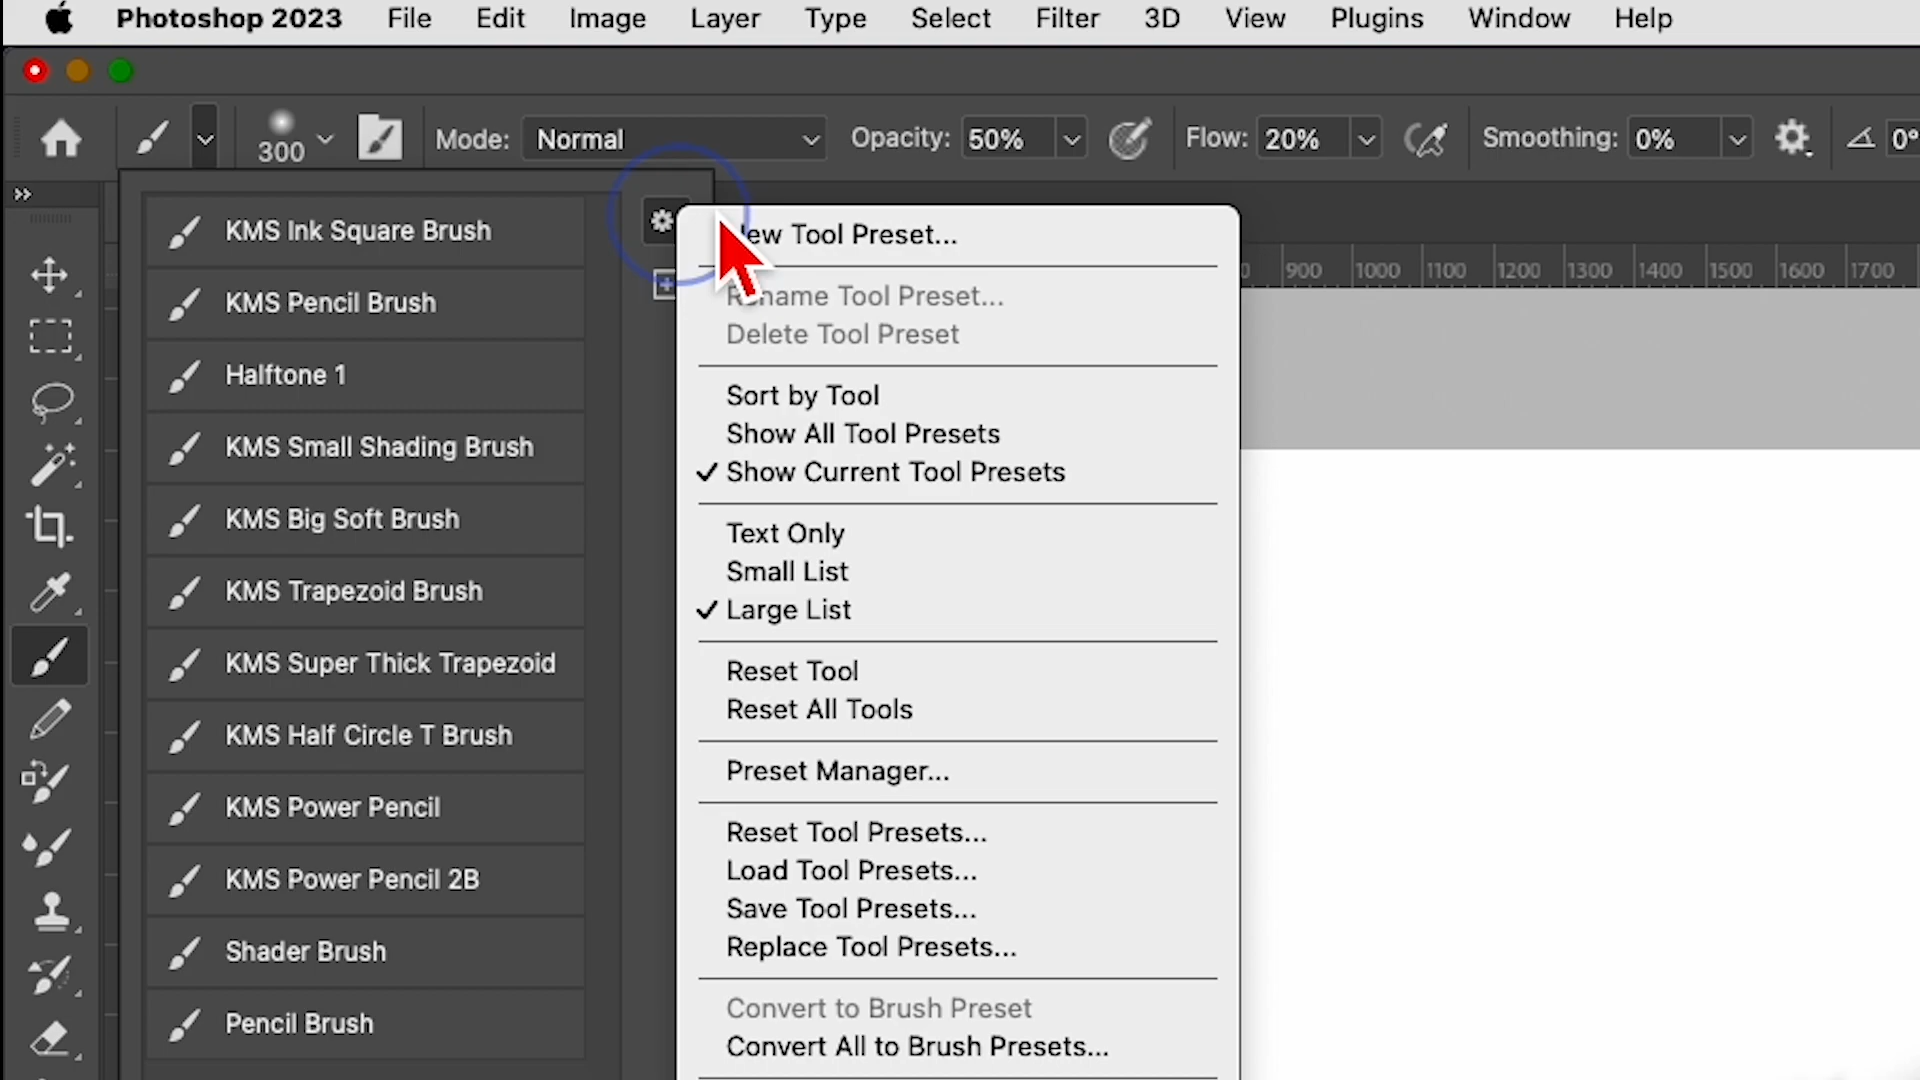 Photoshop 2023 File Edit Image Layer Type Select Filter 3D View Plugins Window Help
300 Mode: Normal Opacity: 50% Flow: 20% Smoothing: 0% 0°
KMS Ink Square Brush
KMS Pencil Brush
Halftone 1
KMS Small Shading Brush
KMS Big Soft Brush
KMS Trapezoid Brush
KMS Super Thick Trapezoid
KMS Half Circle T Brush
KMS Power Pencil
KMS Power Pencil 2B
Shader Brush
Pencil Brush
ew Tool Preset...
Rename Tool Preset...
Delete Tool Preset
Sort by Tool
Show All Tool Presets
✓ Show Current Tool Presets
Text Only
Small List
✓ Large List
Reset Tool
Reset All Tools
Preset Manager...
Reset Tool Presets...
Load Tool Presets...
Save Tool Presets...
Replace Tool Presets...
Convert to Brush Preset
Convert All to Brush Presets...
0 900 1000 1100 1200 1300 1400 1500 1600 1700